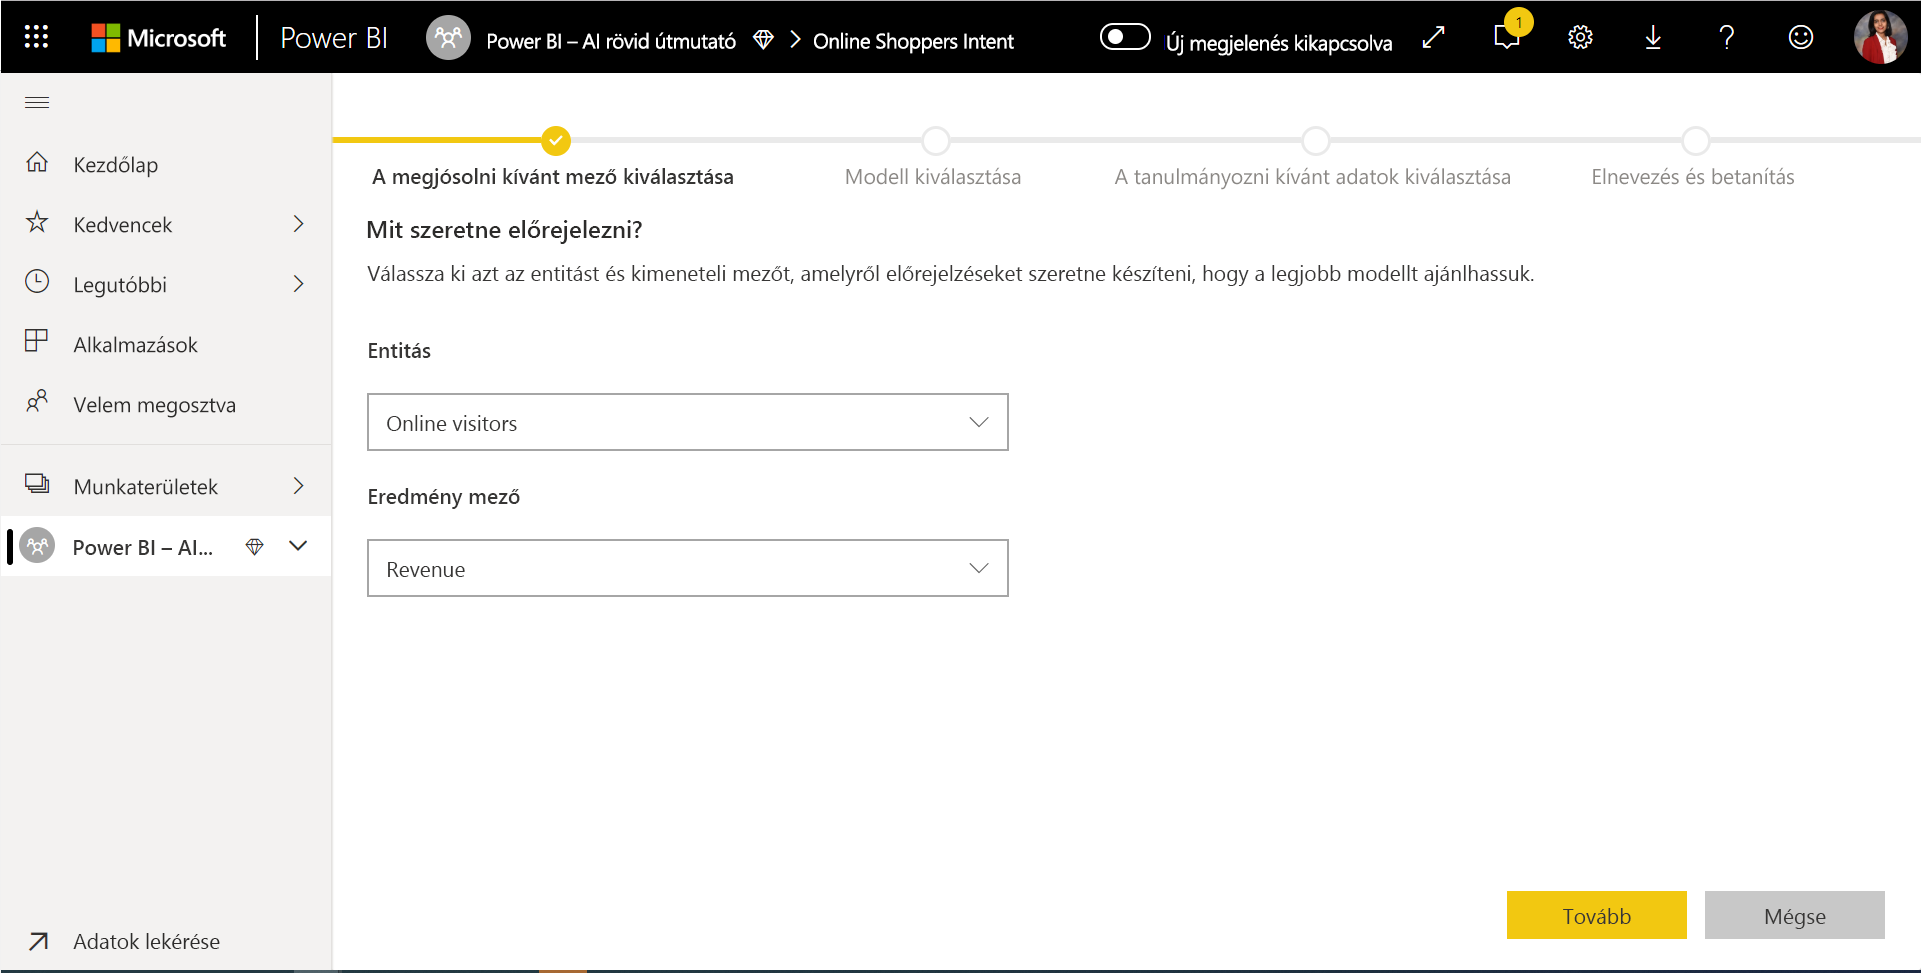 Microsoft
Power BI
Power BI – AI rövid útmutató
Online Shoppers Intent
Új megjelenés kikapcsolva
1
Kezdőlap
Kedvencek
Legutóbbi
Alkalmazások
Velem megosztva
Munkaterületek
Power BI – AI...
Adatok lekérése
A megjósolni kívánt mező kiválasztása
Modell kiválasztása
A tanulmányozni kívánt adatok kiválasztása
Elnevezés és betanítás
Mit szeretne előrejelezni?
Válassza ki azt az entitást és kimeneteli mezőt, amelyről előrejelzéseket szeretne készíteni, hogy a legjobb modellt ajánlhassuk.
Entitás
Online visitors
Eredmény mező
Revenue
Tovább
Mégse